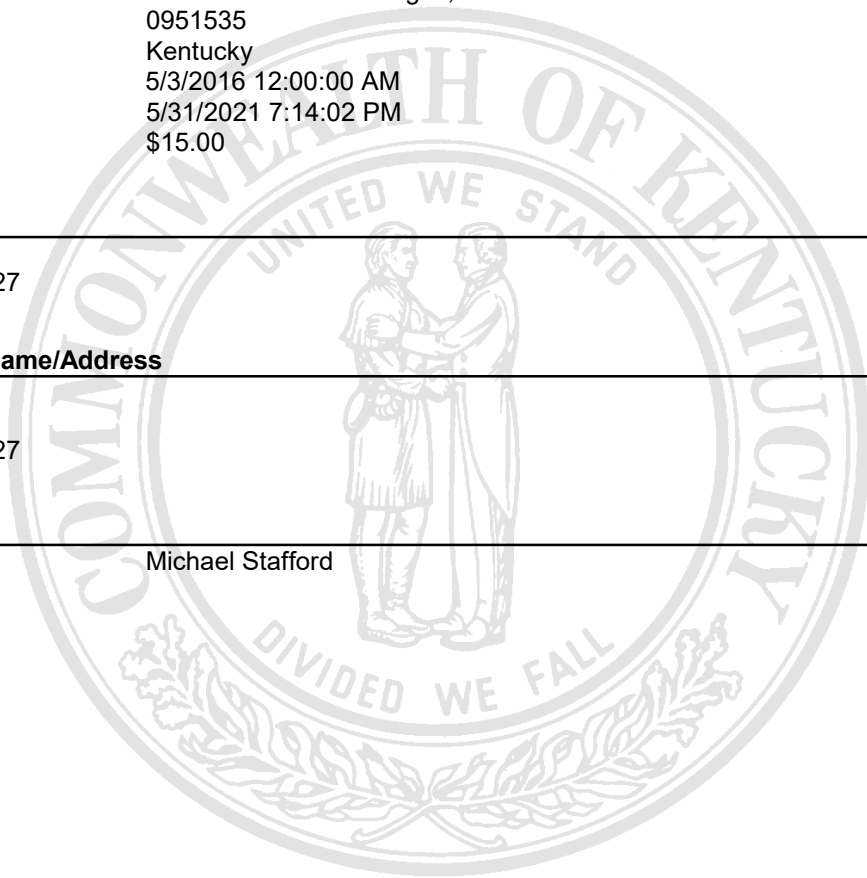 0951535
Kentucky
5/3/2016 12:00:00 AM
5/31/2021 7:14:02 PM
$15.00
COMMONWEALTH OF KENTUCKY
UNITED WE STAND
27
ame/Address
27
Michael Stafford
DIVIDED WE FALL